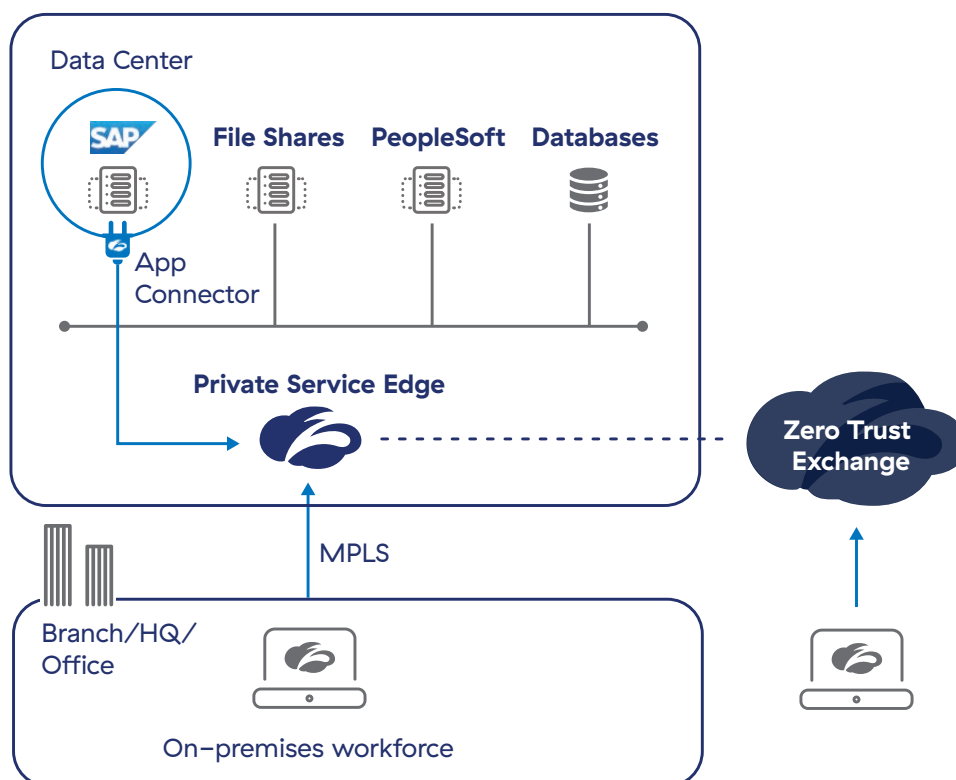 Data Center
SAP
File Shares
PeopleSoft
Databases
App
Connector
Private Service Edge
Zero Trust
Exchange
MPLS
Branch/HQ/
Office
On-premises workforce